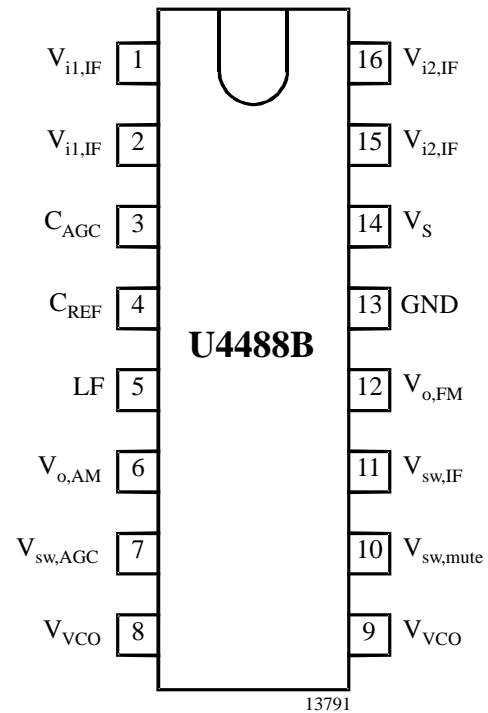 V_i1,IF 1 16 V_i2,IF
V_i1,IF 2 15 V_i2,IF
C_AGC 3 14 V_S
C_REF 4 13 GND
U4488B
LF 5 12 V_o,FM
V_o,AM 6 11 V_sw,IF
V_sw,AGC 7 10 V_sw,mute
V_VCO 8 9 V_VCO
13791